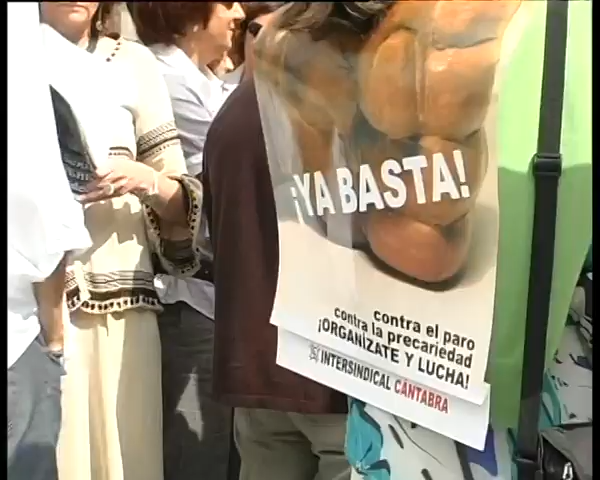 ¡YA BASTA!
contra el paro
contra la precariedad
¡ORGANÍZATE Y LUCHA!
INTERSINDICAL CÁNTABRA